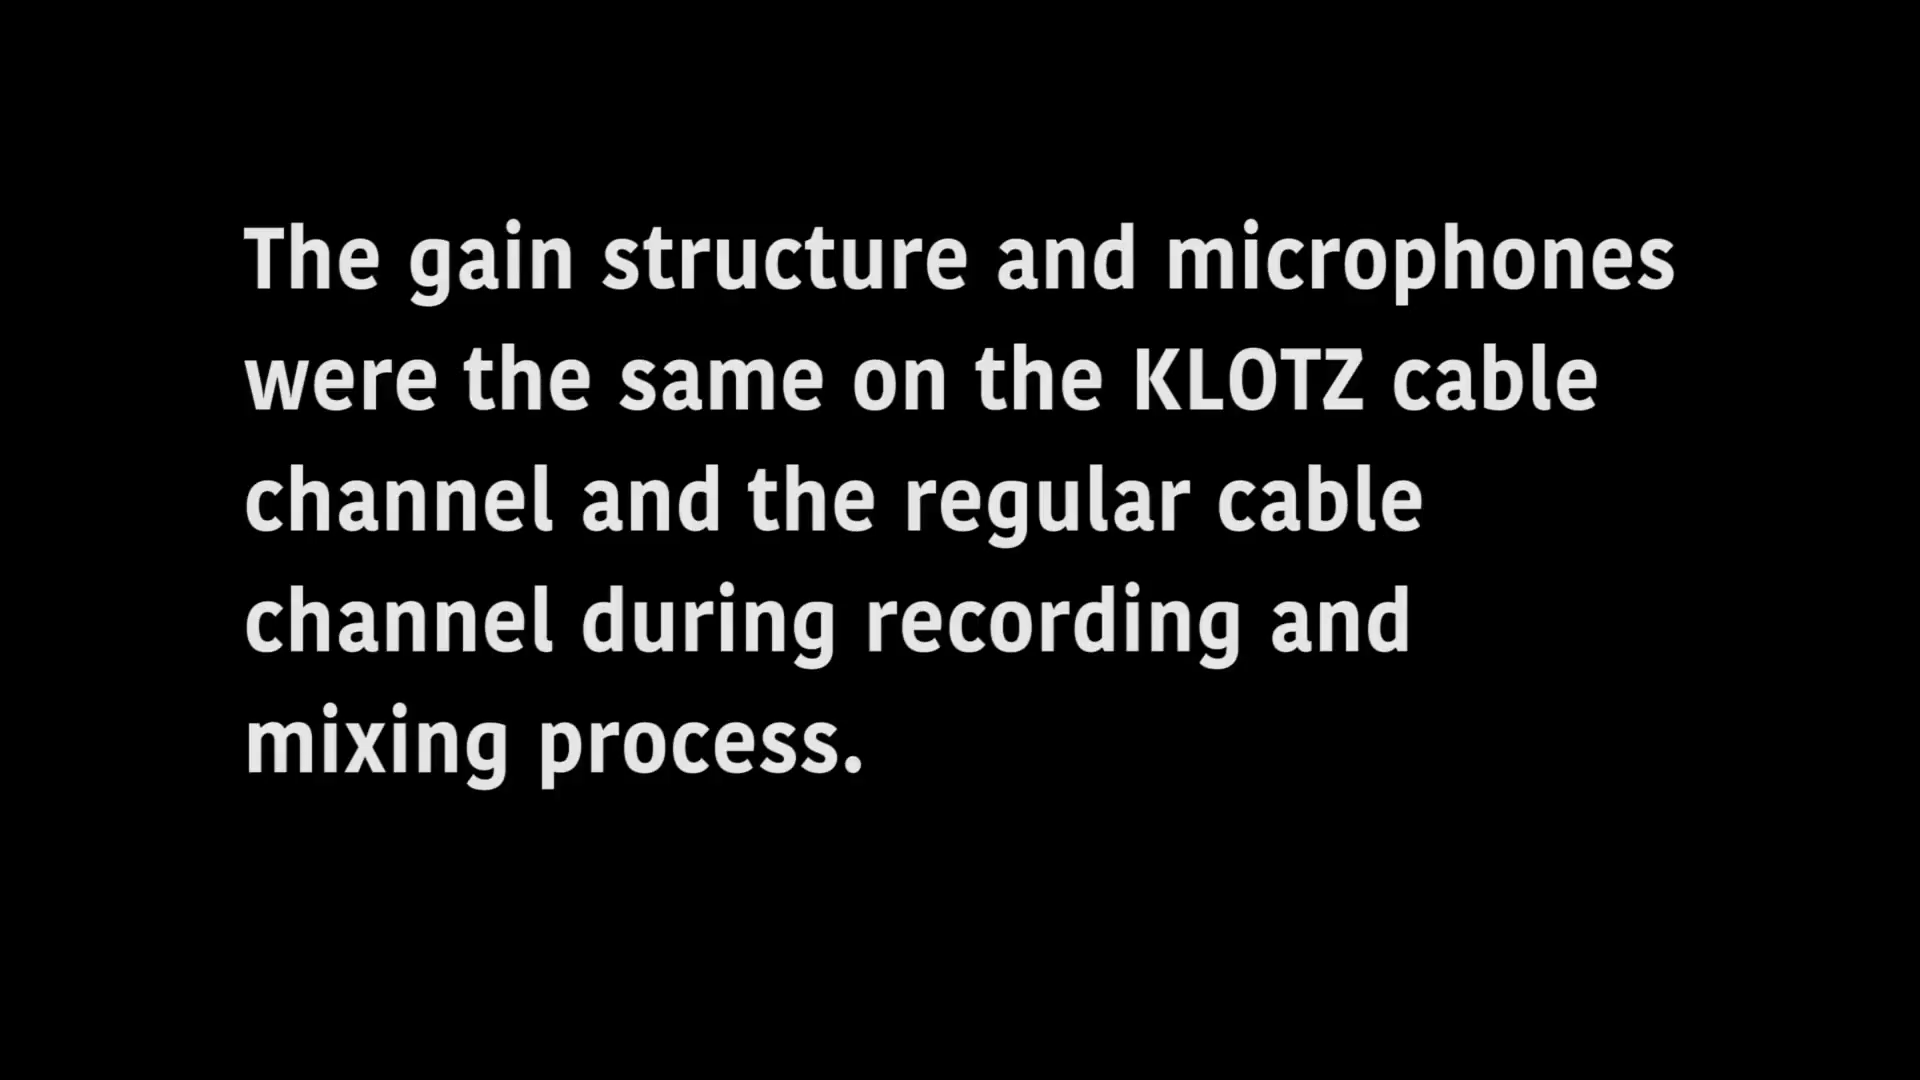 The gain structure and microphones
were the same on the KLOTZ cable
channel and the regular cable
channel during recording and
mixing process.